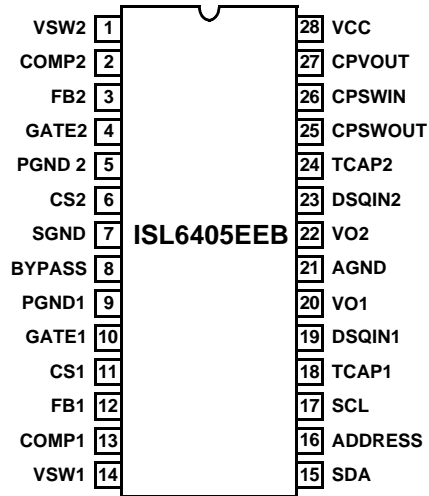 VSW2 1 28 VCC
COMP2 2 27 CPVOUT
FB2 3 26 CPSWIN
GATE2 4 25 CPSWOUT
PGND 2 5 24 TCAP2
CS2 6 23 DSQIN2
SGND 7 ISL6405EEB 22 VO2
BYPASS 8 21 AGND
PGND1 9 20 VO1
GATE1 10 19 DSQIN1
CS1 11 18 TCAP1
FB1 12 17 SCL
COMP1 13 16 ADDRESS
VSW1 14 15 SDA